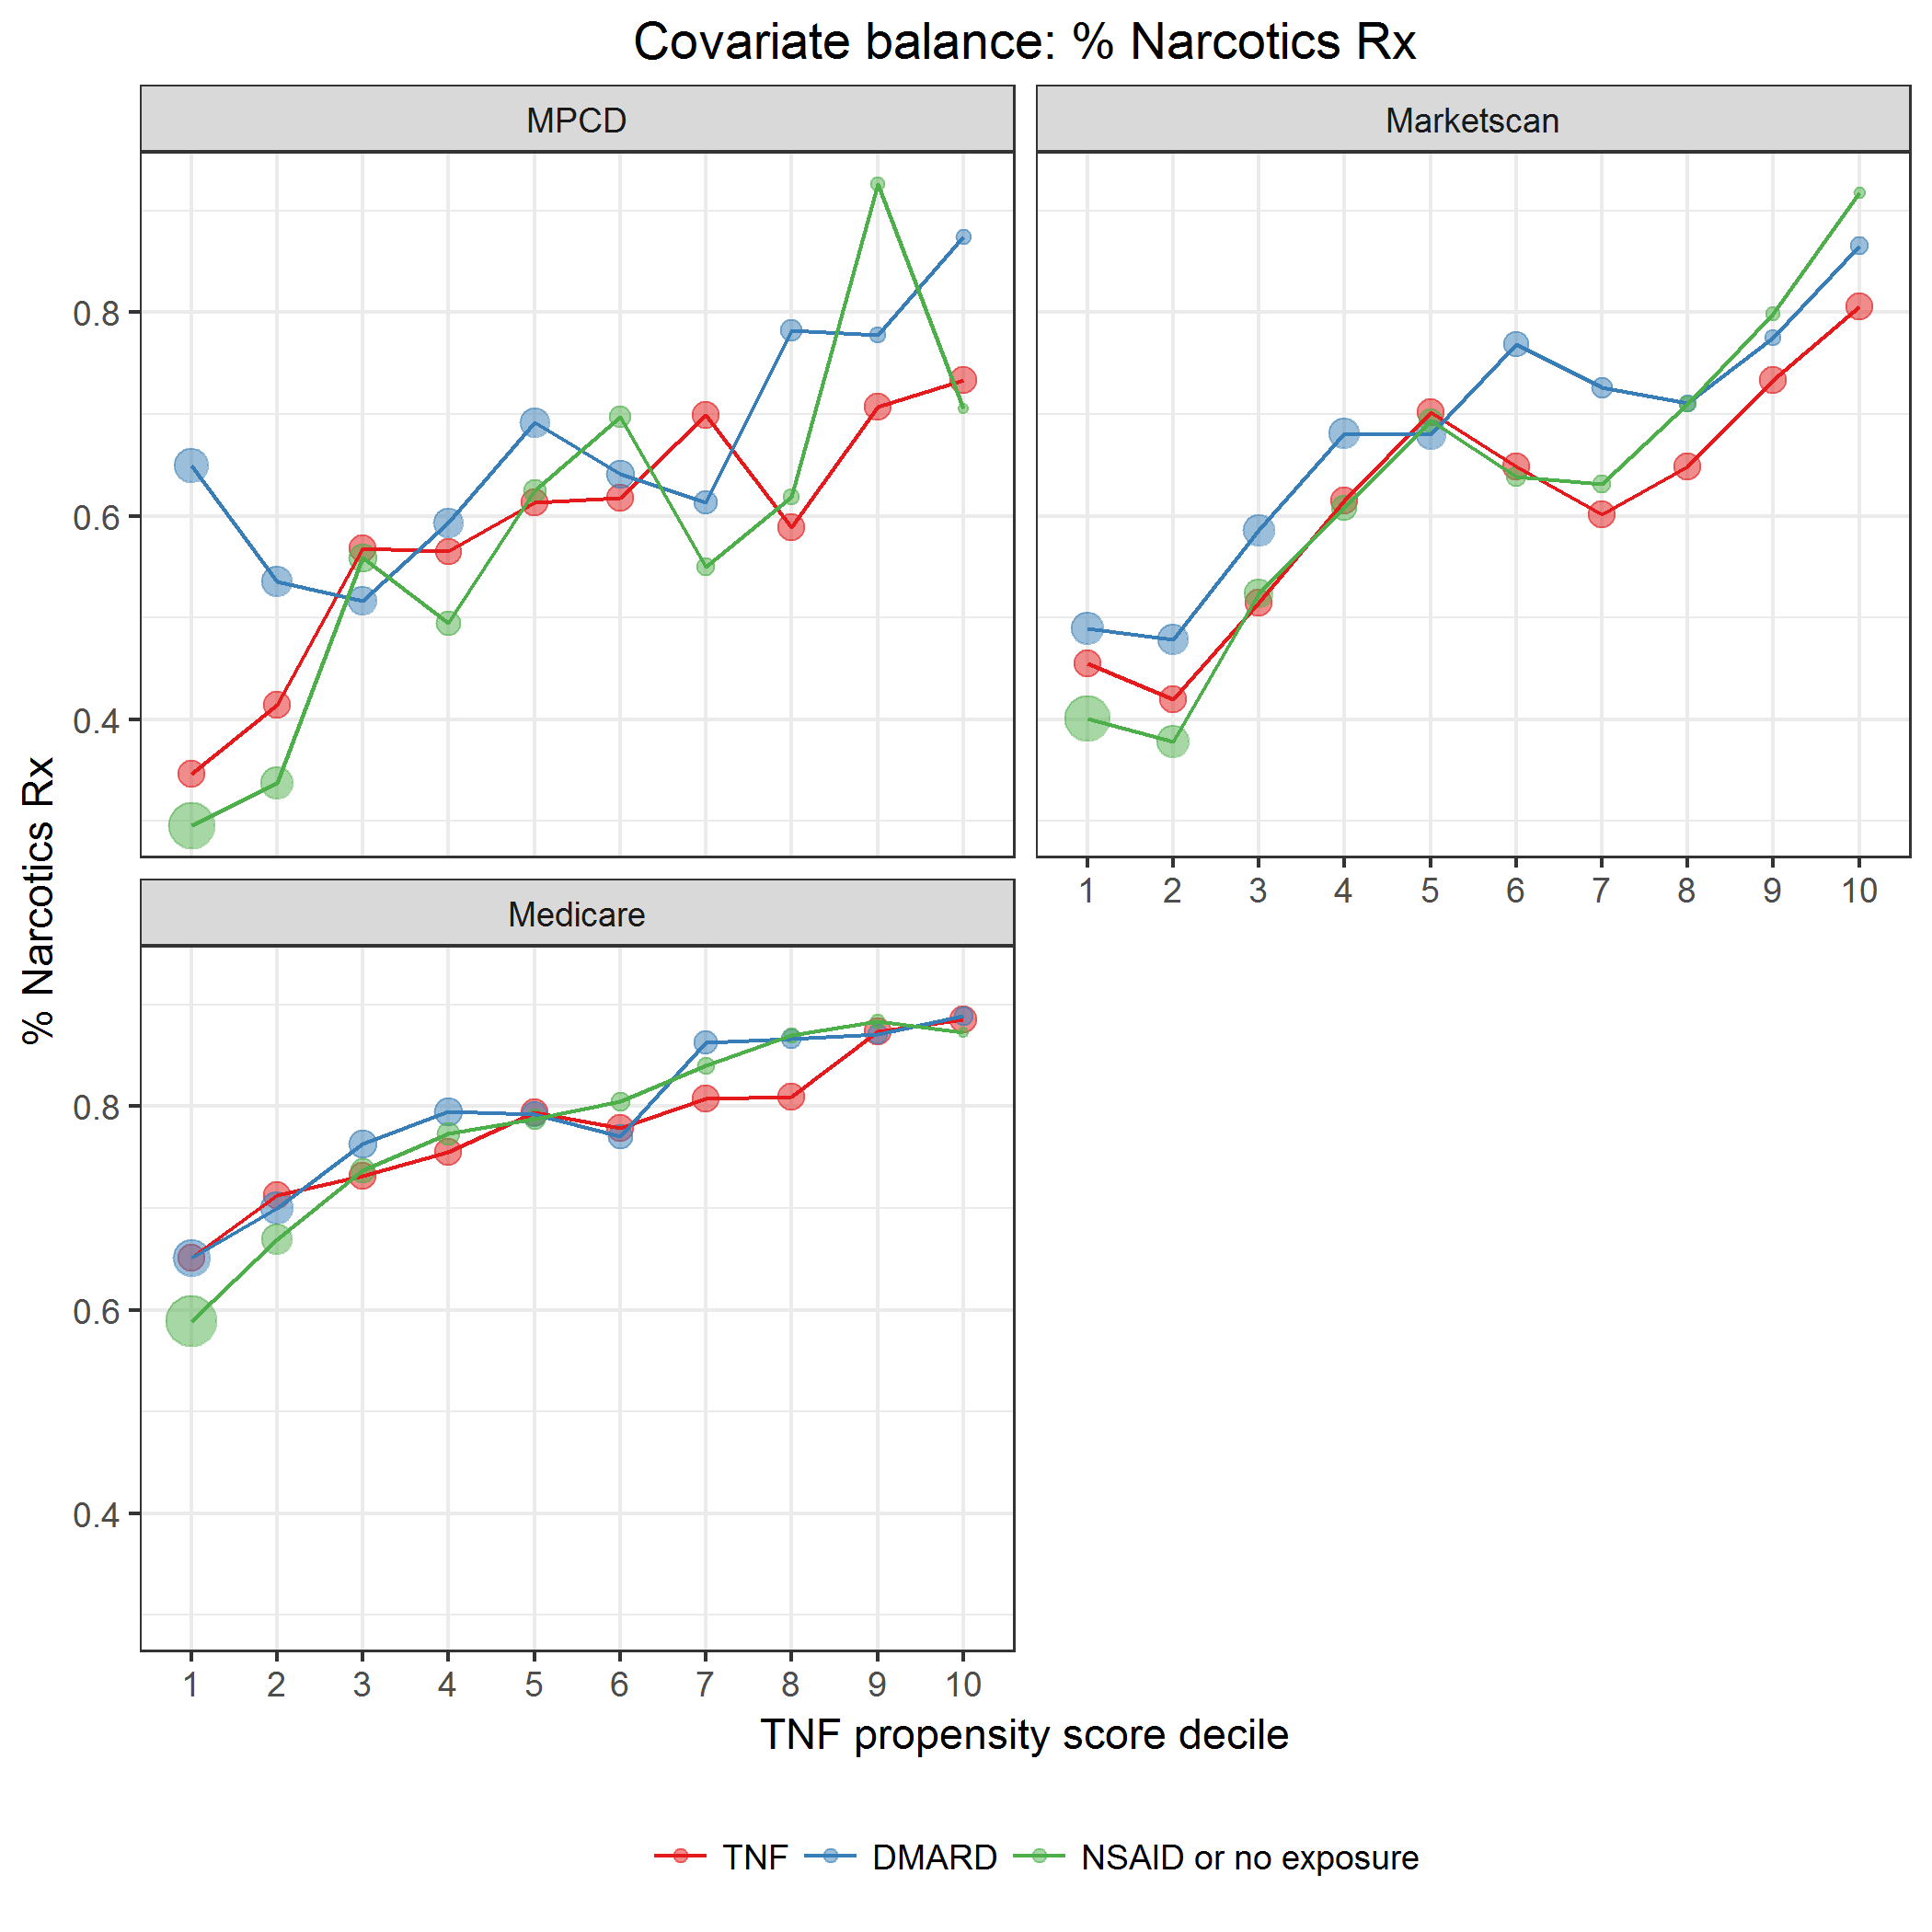 Covariate balance: % Narcotics Rx
MPCD
Marketscan
0.8
0.6
0.4
1 2 3 4 5 6 7 8 9 10
Medicare
0.8
0.6
0.4
1 2 3 4 5 6 7 8 9 10
% Narcotics Rx
TNF propensity score decile
TNF DMARD NSAID or no exposure